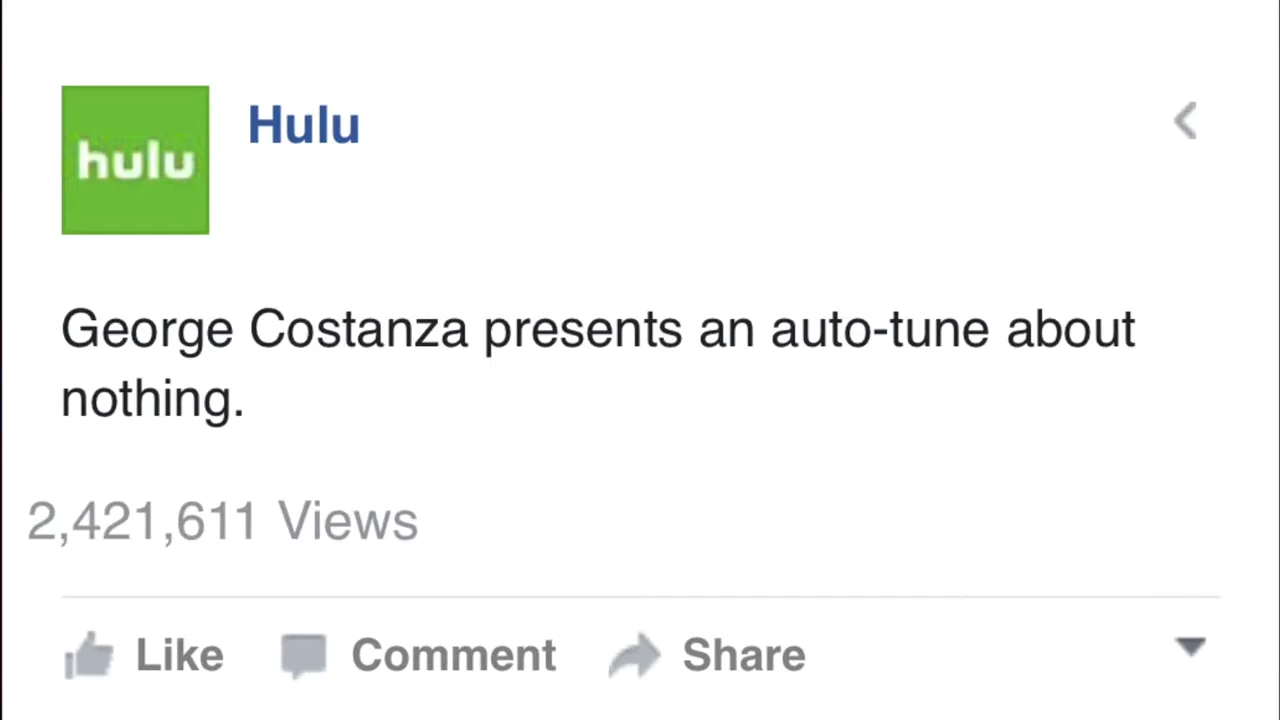 hulu
Hulu
George Costanza presents an auto-tune about
nothing.
2,421,611 Views
Like Comment Share